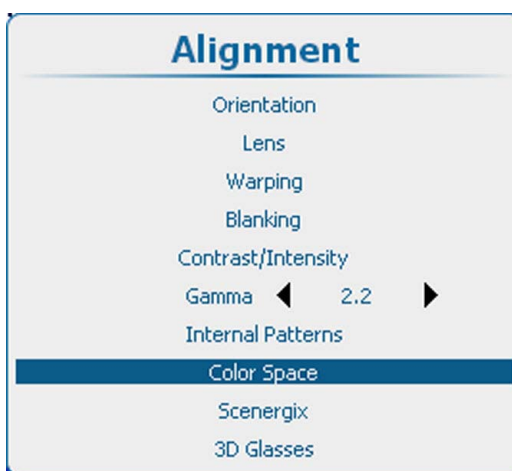 Alignment
Orientation
Lens
Warping
Blanking
Contrast/Intensity
Gamma 2.2
Internal Patterns
Color Space
Scenergix
3D Glasses